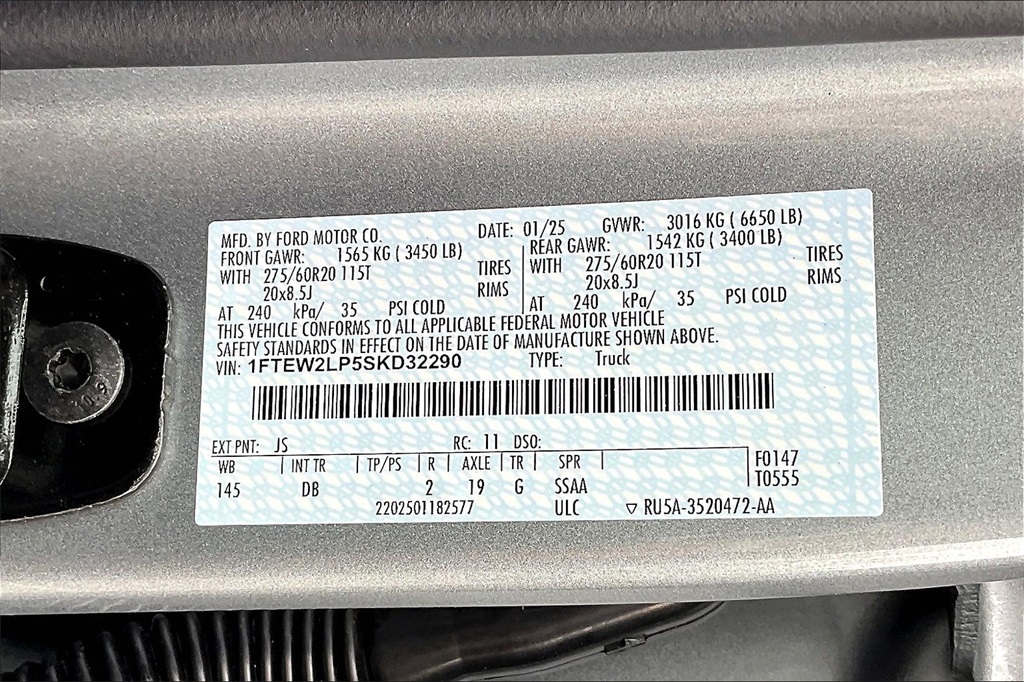 MFD. BY FORD MOTOR CO. DATE: 01/25 GVWR: 3016 KG ( 6650 LB)
FRONT GAWR: 1565 KG ( 3450 LB) REAR GAWR: 1542 KG ( 3400 LB)
WITH 275/60R20 115T TIRES WITH 275/60R20 115T TIRES
20x8.5J RIMS 20x8.5J RIMS
AT 240 kPa/ 35 PSI COLD AT 240 kPa/ 35 PSI COLD
THIS VEHICLE CONFORMS TO ALL APPLICABLE FEDERAL MOTOR VEHICLE
SAFETY STANDARDS IN EFFECT ON THE DATE OF MANUFACTURE SHOWN ABOVE.
VIN: 1FTEW2LP5SKD32290 TYPE: Truck
EXT PNT: JS RC: 11 DSO:
WB INT TR TP/PS R AXLE TR SPR F0147
145 DB 2 19 G SSAA T0555
2202501182577 ULC ▽ RU5A-3520472-AA
10.9